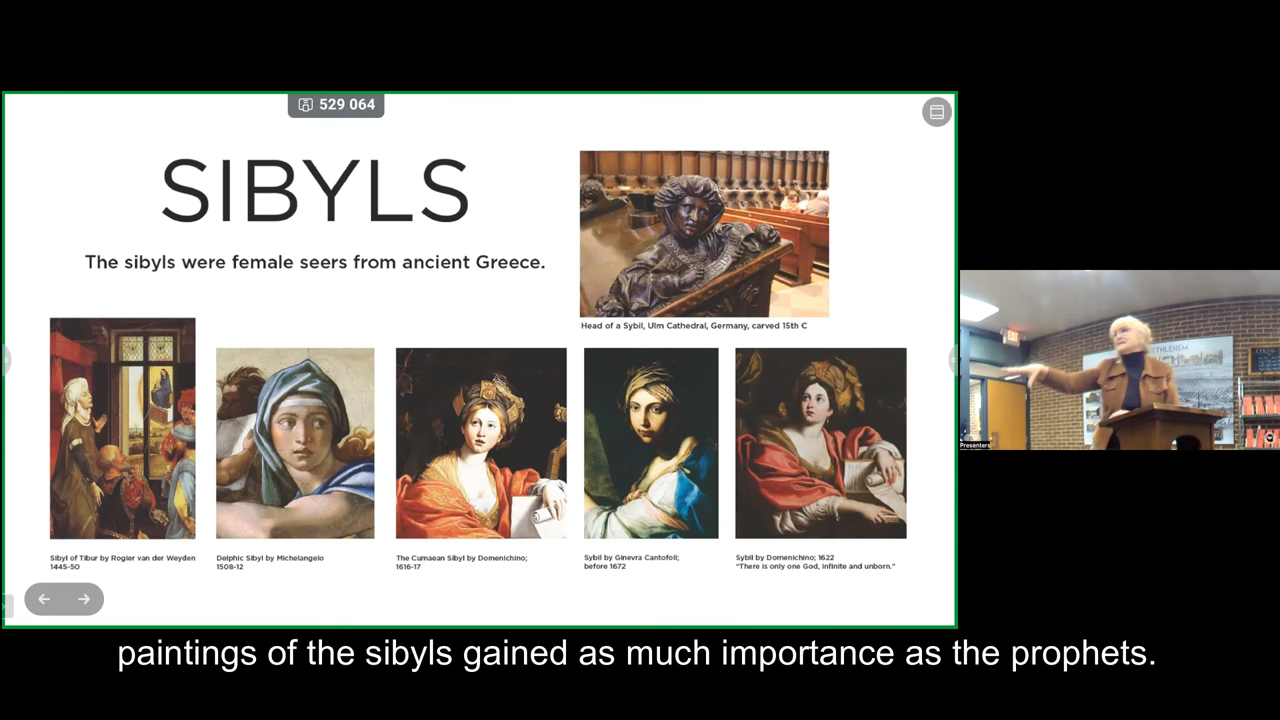 529 064
SIBYLS
The sibyls were female seers from ancient Greece.
Head of a Sybil, Ulm Cathedral, Germany, carved 15th C
Sibyl of Tibur by Rogier van der Weyden
1445-50
Delphic Sibyl by Michelangelo
1508-12
The Cumaean Sibyl by Domenichino;
1616-17
Sybil by Ginevra Cantofoli;
before 1672
Sybil by Domenichino; 1622
"There is only one God, infinite and unborn."
EXIT
Presenters
paintings of the sibyls gained as much importance as the prophets.